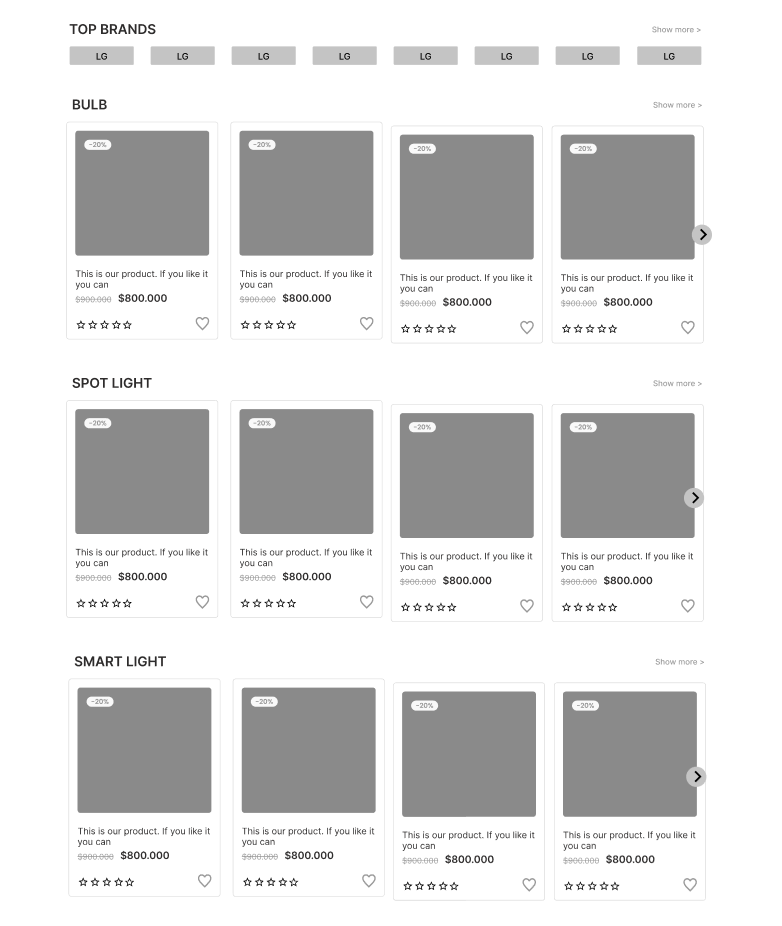 TOP BRANDS
Show more >
LG LG LG LG LG LG LG LG
BULB
Show more >
-20% -20% -20% -20%
This is our product. If you like it you can
$900.000 $800.000
This is our product. If you like it you can
$900.000 $800.000
This is our product. If you like it you can
$900.000 $800.000
This is our product. If you like it you can
$900.000 $800.000
SPOT LIGHT
Show more >
-20% -20% -20% -20%
This is our product. If you like it you can
$900.000 $800.000
This is our product. If you like it you can
$900.000 $800.000
This is our product. If you like it you can
$900.000 $800.000
This is our product. If you like it you can
$900.000 $800.000
SMART LIGHT
Show more >
-20% -20% -20% -20%
This is our product. If you like it you can
$900.000 $800.000
This is our product. If you like it you can
$900.000 $800.000
This is our product. If you like it you can
$900.000 $800.000
This is our product. If you like it you can
$900.000 $800.000